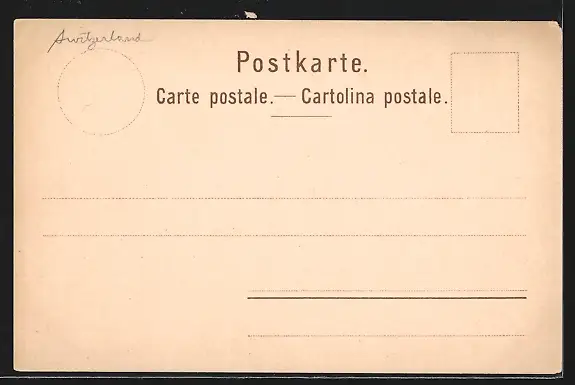 Switzerland
Postkarte.
Carte postale.— Cartolina postale.